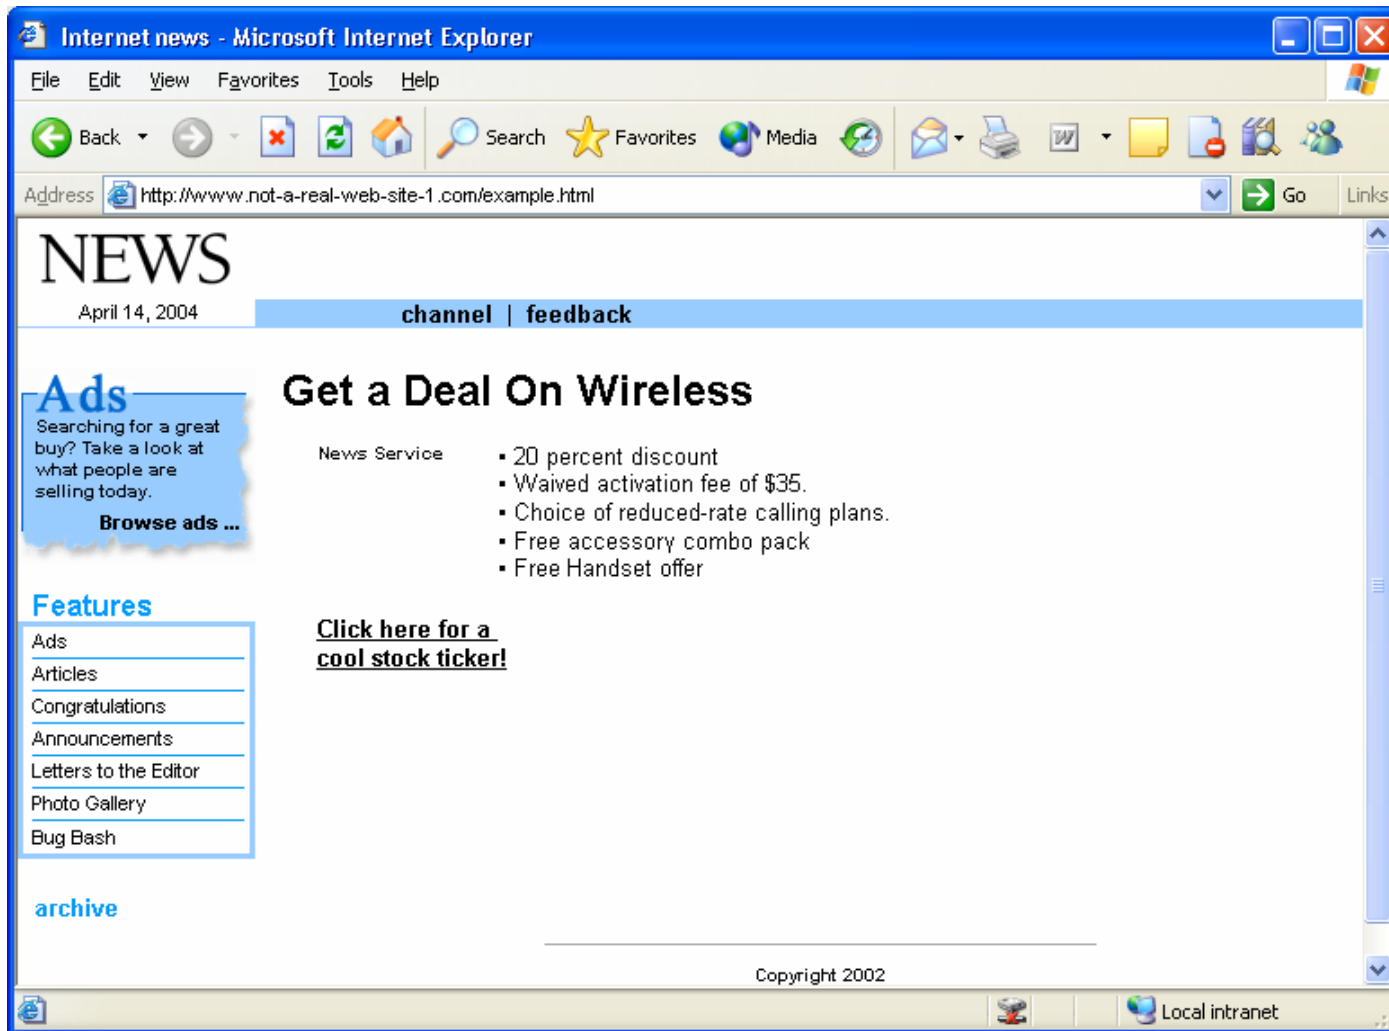 Internet news - Microsoft Internet Explorer
File Edit View Favorites Tools Help
Back Search Favorites Media
Address http://www.not-a-real-web-site-1.com/example.html Go Links
NEWS
April 14, 2004 channel | feedback
Ads
Searching for a great
buy? Take a look at
what people are
selling today.
Browse ads ...
Get a Deal On Wireless
News Service
▪ 20 percent discount
▪ Waived activation fee of $35.
▪ Choice of reduced-rate calling plans.
▪ Free accessory combo pack
▪ Free Handset offer
Click here for a
cool stock ticker!
Features
Ads
Articles
Congratulations
Announcements
Letters to the Editor
Photo Gallery
Bug Bash
archive
Copyright 2002
Local intranet